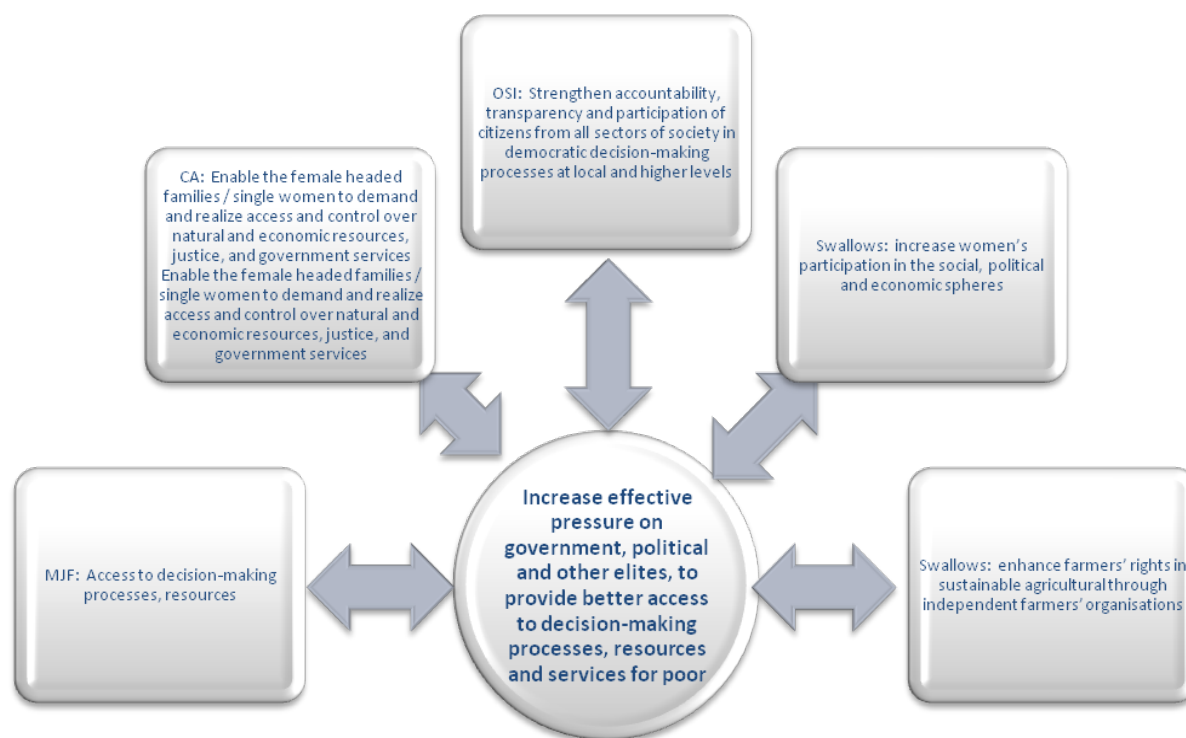 OSI: Strengthen accountability,
transparency and participation of
citizens from all sectors of society in
democratic decision-making
processes at local and higher levels
CA: Enable the female headed
families / single women to demand
and realize access and control over
natural and economic resources,
justice, and government services
Enable the female headed families /
single women to demand and realize
access and control over natural and
economic resources, justice, and
government services
Swallows: increase women's
participation in the social, political
and economic spheres
MJF: Access to decision-making
processes, resources
Increase effective
pressure on
government, political
and other elites, to
provide better access
to decision-making
processes, resources
and services for poor
Swallows: enhance farmers' rights in
sustainable agricultural through
independent farmers' organisations